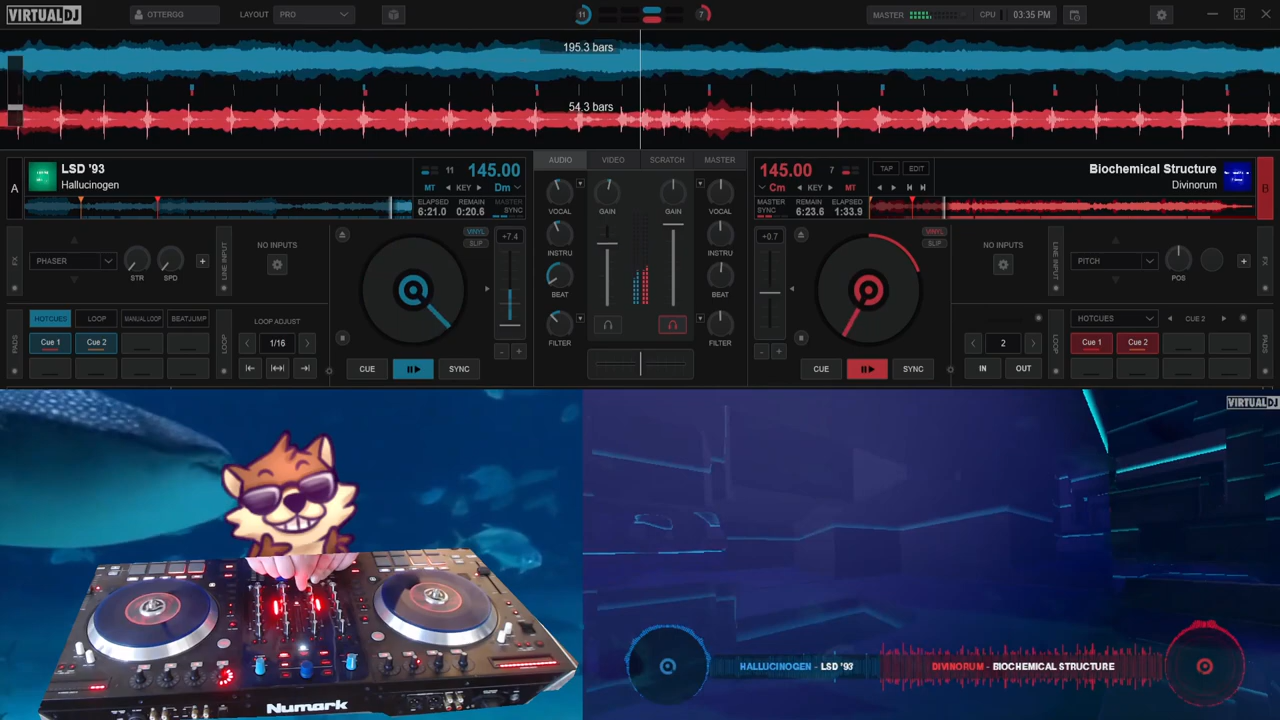 VIRTUALDJ
OTTERGG
LAYOUT PRO
11
7
MASTER
CPU
03:35 PM
195.3 bars
54.3 bars
A
LSD '93
Hallucinogen
11
145.00
MT
KEY
Dm
ELAPSED
6:21.0
REMAIN
0:20.6
MASTER
SYNC
AUDIO
VIDEO
SCRATCH
MASTER
145.00
7
Cm
KEY
MT
TAP
EDIT
MASTER
SYNC
REMAIN
6:23.6
ELAPSED
1:33.9
Biochemical Structure
Divinorum
B
FX
PHASER
STR
SPD
+
LINE INPUT
NO INPUTS
VINYL
SLIP
+7.4
VOCAL
GAIN
GAIN
VOCAL
INSTRU
INSTRU
BEAT
BEAT
FILTER
FILTER
+0.7
VINYL
SLIP
NO INPUTS
LINE INPUT
PITCH
POS
+
FX
PADS
HOTCUES
LOOP
MANUAL LOOP
BEATJUMP
Cue 1
Cue 2
LOOP ADJUST
1/16
LOOP
CUE
SYNC
- +
- +
CUE
SYNC
2
IN
OUT
LOOP
HOTCUES
CUE 2
Cue 1
Cue 2
PADS
VIRTUALDJ
HALLUCINOGEN - LSD '93
DIVINORUM - BIOCHEMICAL STRUCTURE
Numark